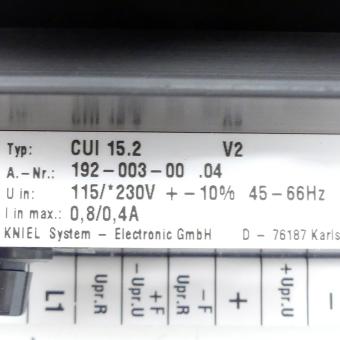 Typ: CUI 15.2 V2
A.-Nr.: 192-003-00 .04
U in: 115/*230V +-10% 45-66Hz
I in max.: 0,8/0,4A
KNIEL System - Electronic GmbH D - 76187 Karls
L1
Upr.R
-Upr.U
+F
Upr.R
-F
+
+Upr.U
-